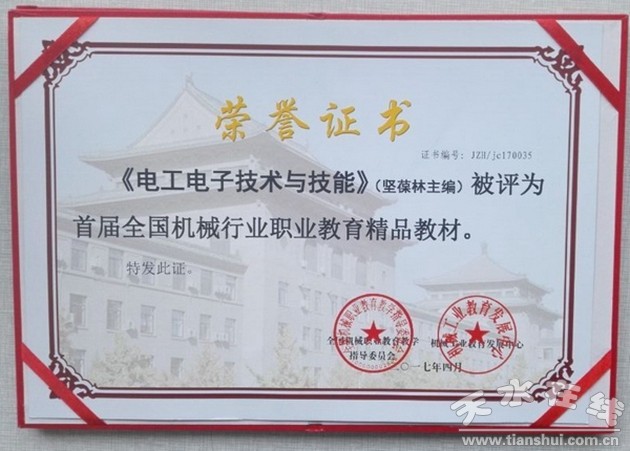 荣誉证书
证书编号: JZH/jc170035
《电工电子技术与技能》(坚葆林主编)被评为
首届全国机械行业职业教育精品教材。
特发此证。
全国机械职业教育教学 机械工业教育发展中心
指导委员会
二〇一七年四月
天水在线
www.tianshui.com.cn